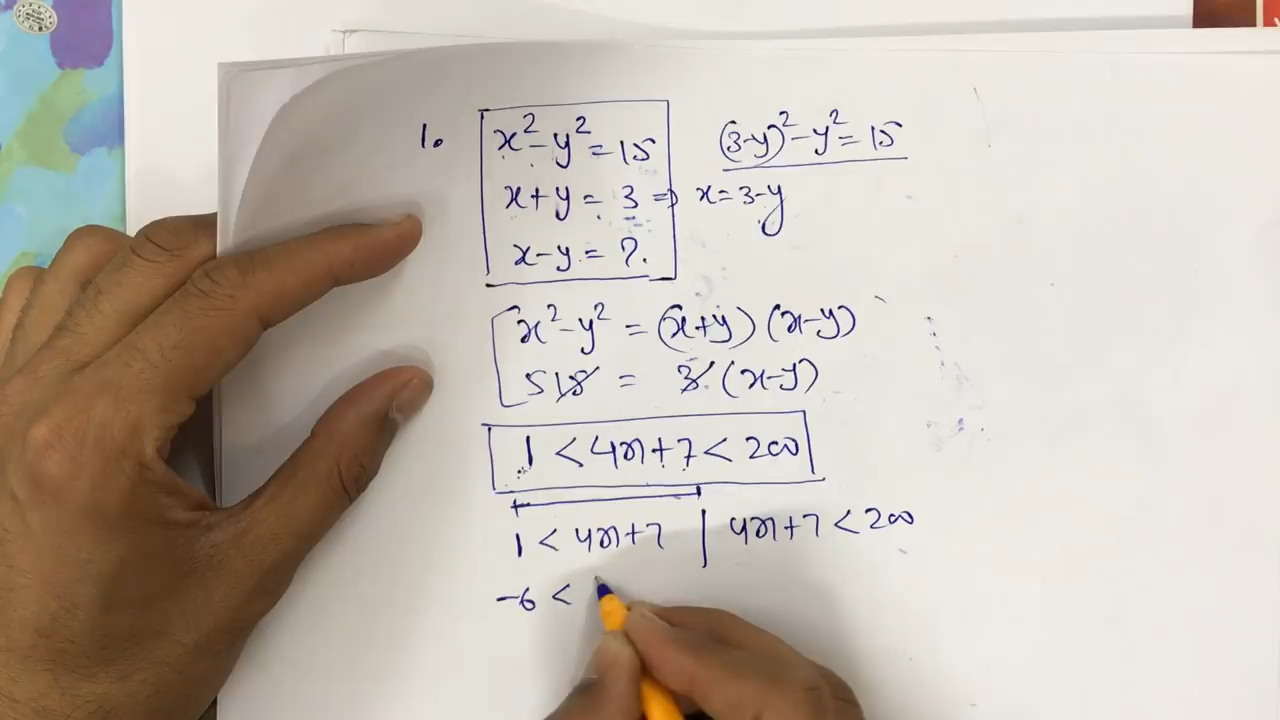 1. x² - y² = 15
(3-y)² - y² = 15
x + y = 3 ⇒ x = 3-y
x - y = ?.
x² - y² = (x+y) (x-y)
5 15 = 3 (x-y)
1 < 4n + 7 < 200
1 < 4n + 7 | 4n + 7 < 200
-6 <